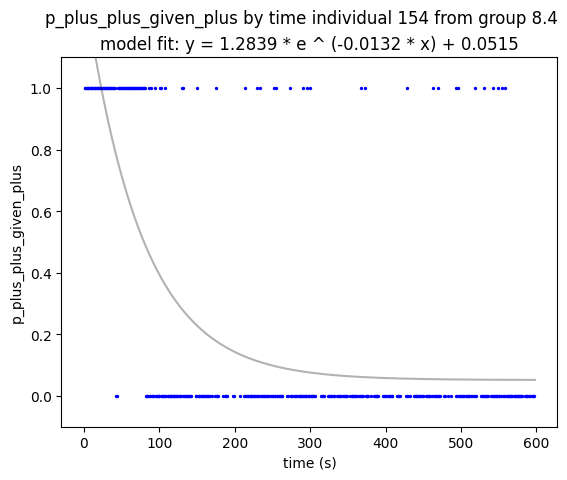 p_plus_plus_given_plus by time individual 154 from group 8.4
model fit: y = 1.2839 * e ^ (-0.0132 * x) + 0.0515
p_plus_plus_given_plus
1.0
0.8
0.6
0.4
0.2
0.0
0 100 200 300 400 500 600
time (s)